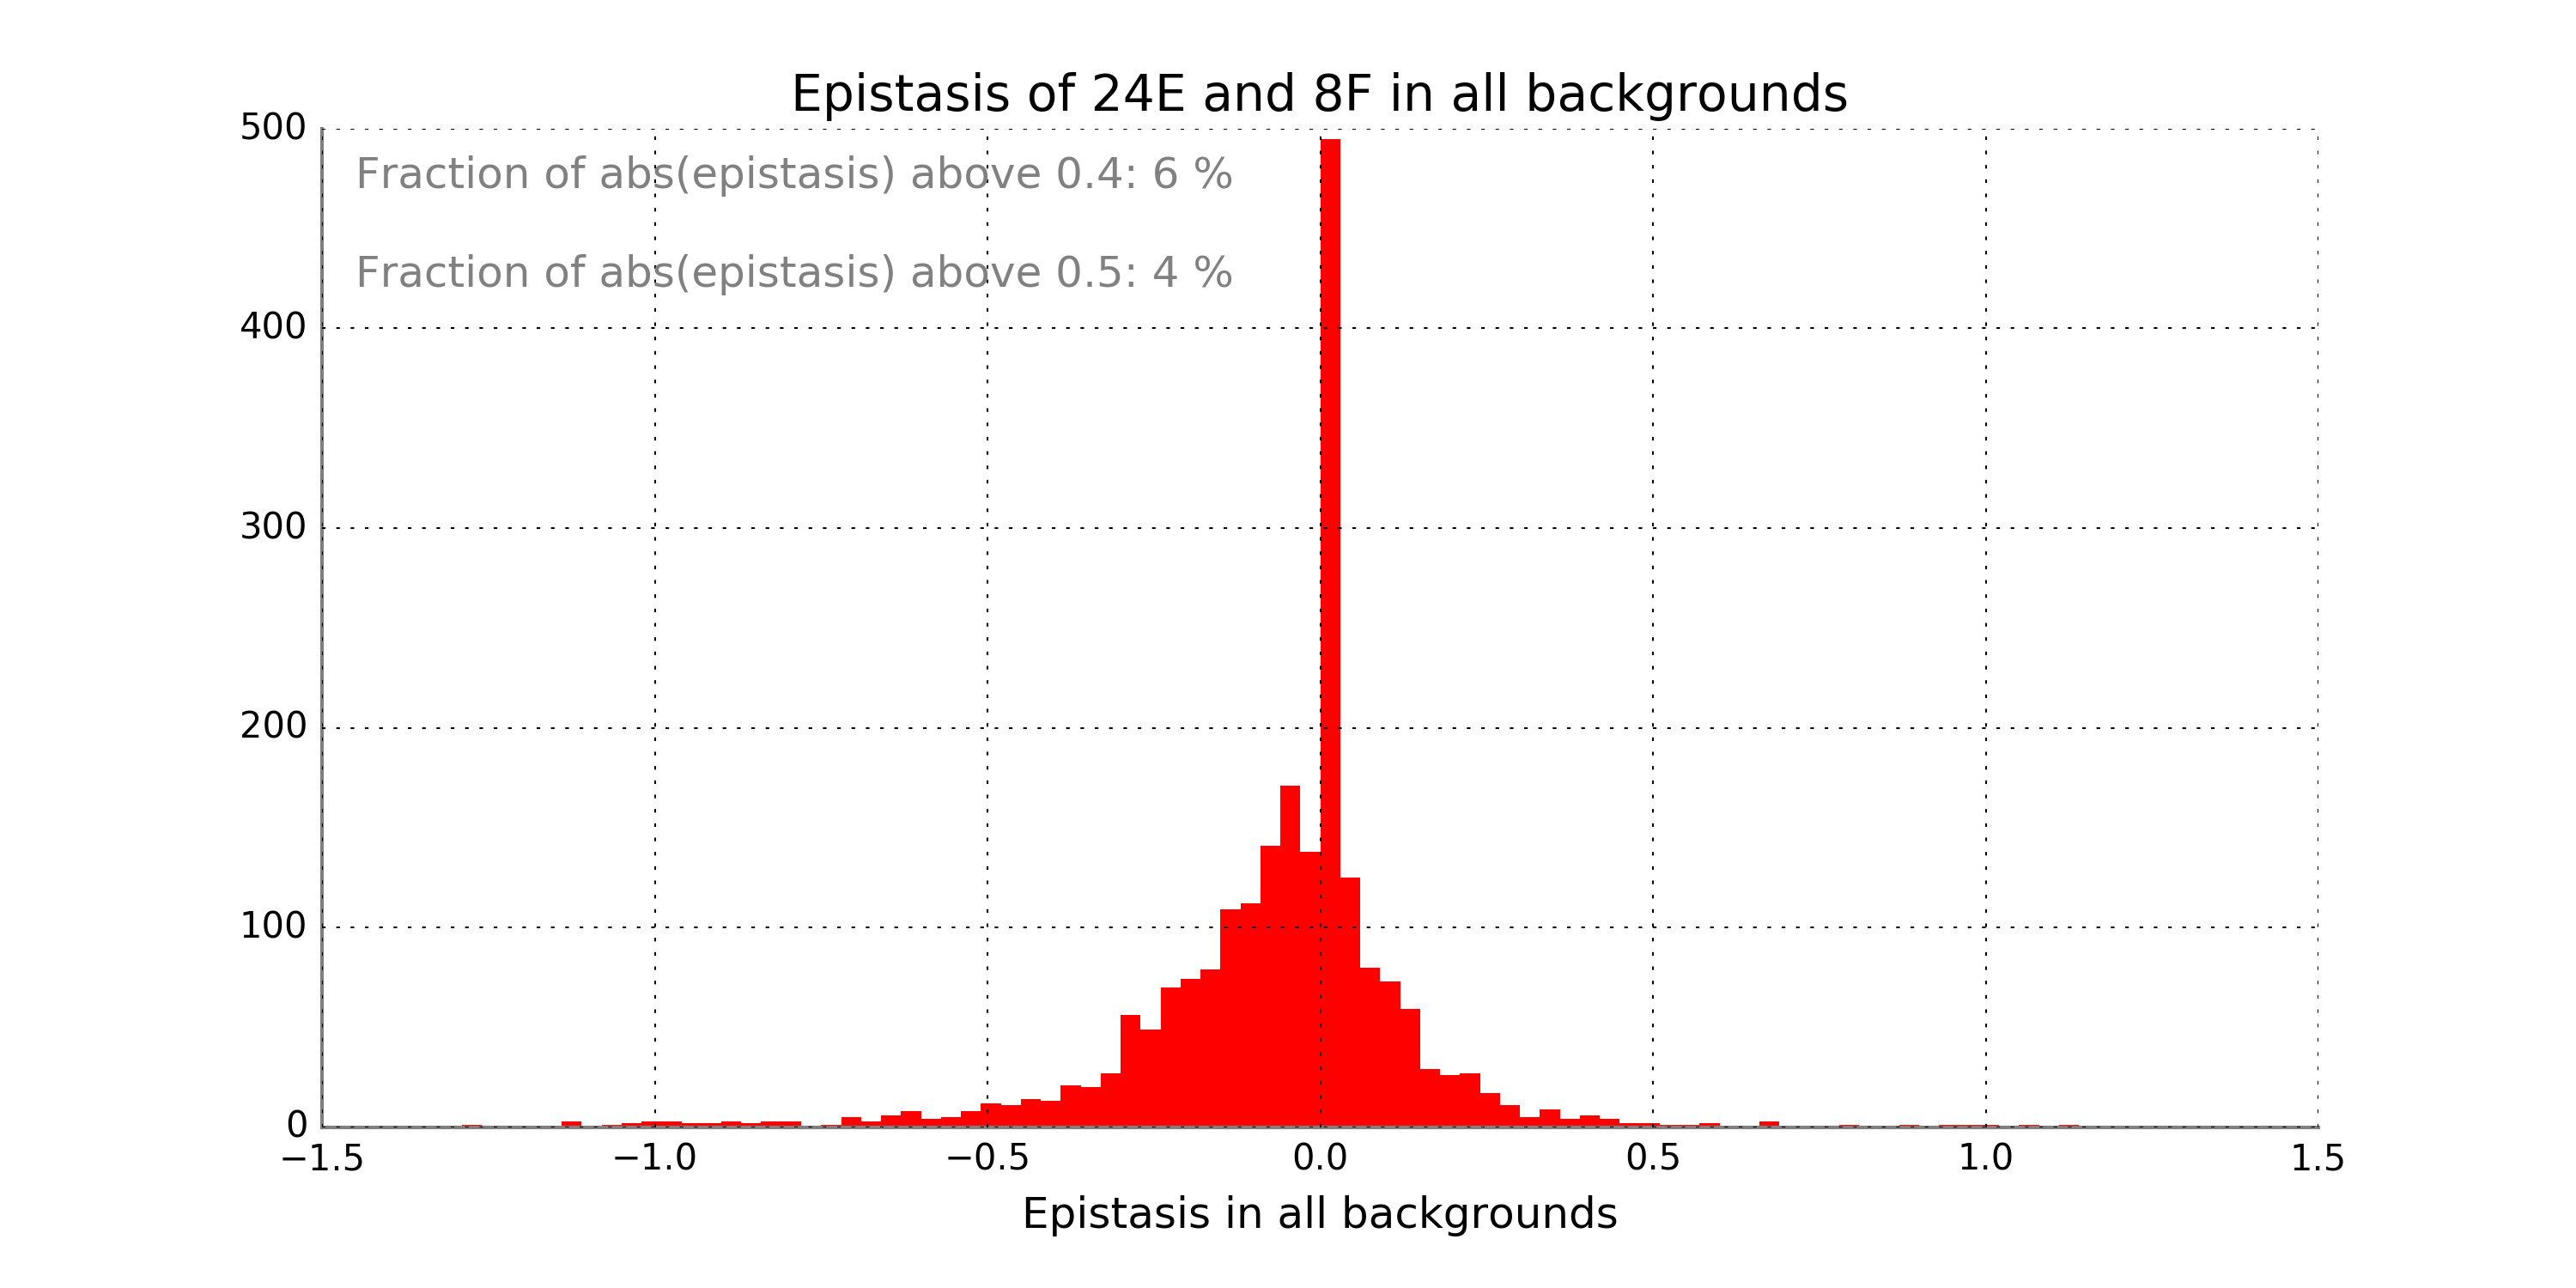 Epistasis of 24E and 8F in all backgrounds
500
Fraction of abs(epistasis) above 0.4: 6 %
Fraction of abs(epistasis) above 0.5: 4 %
400
300
200
100
0
−1.5 −1.0 −0.5 0.0 0.5 1.0 1.5
Epistasis in all backgrounds